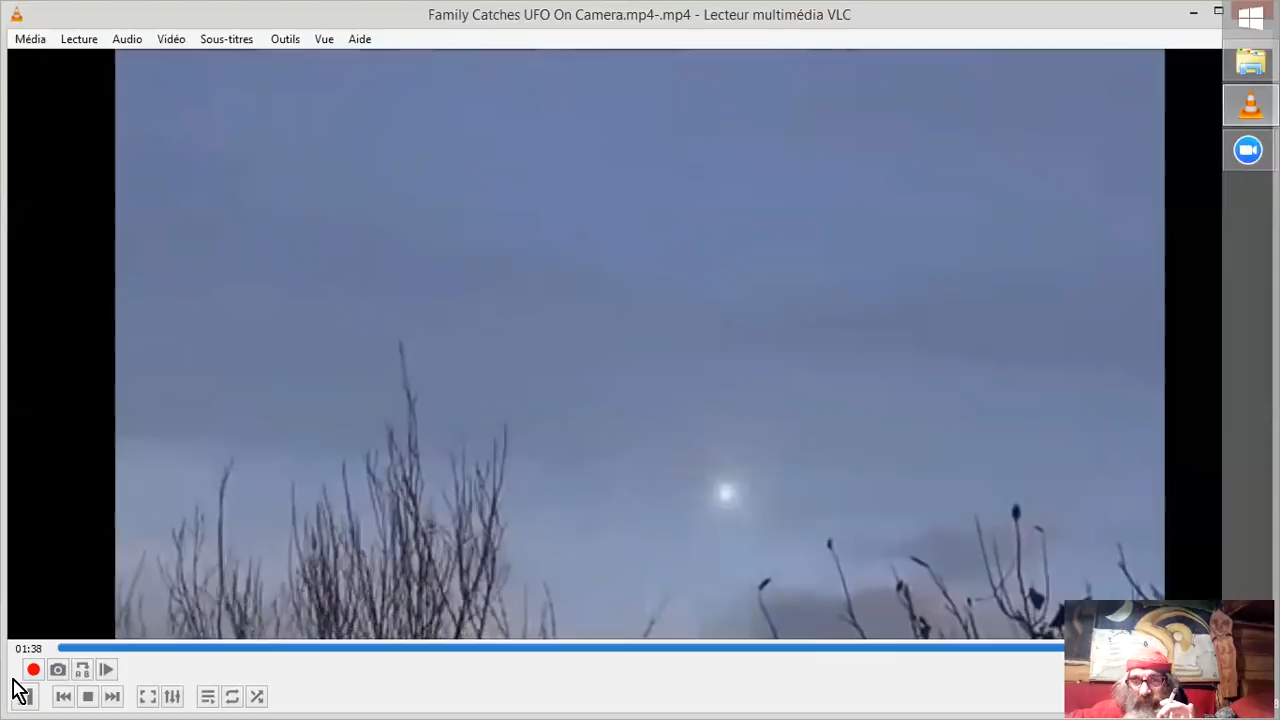 Family Catches UFO On Camera.mp4-.mp4 - Lecteur multimédia VLC
Média Lecture Audio Vidéo Sous-titres Outils Vue Aide
01:38
A B